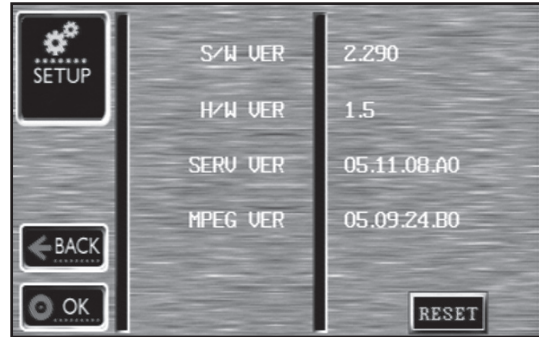 SETUP
S/W VER 2.290
H/W VER 1.5
SERV VER 05.11.08.A0
MPEG VER 05.09.24.B0
BACK
OK
RESET